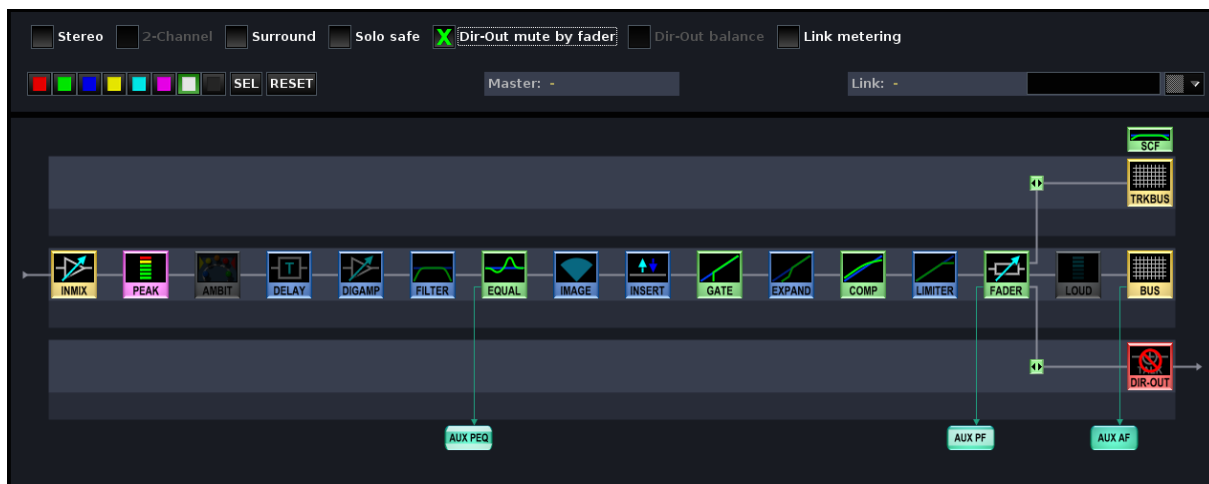 Stereo 2-Channel Surround Solo safe X Dir-Out mute by fader Dir-Out balance Link metering
SEL RESET Master: - Link: -
SCF
TRKBUS
INMIX PEAK AMBIT DELAY DIGAMP FILTER EQUAL IMAGE INSERT GATE EXPAND COMP LIMITER FADER LOUD BUS
TALK
DIR-OUT
AUX PEQ AUX PF AUX AF